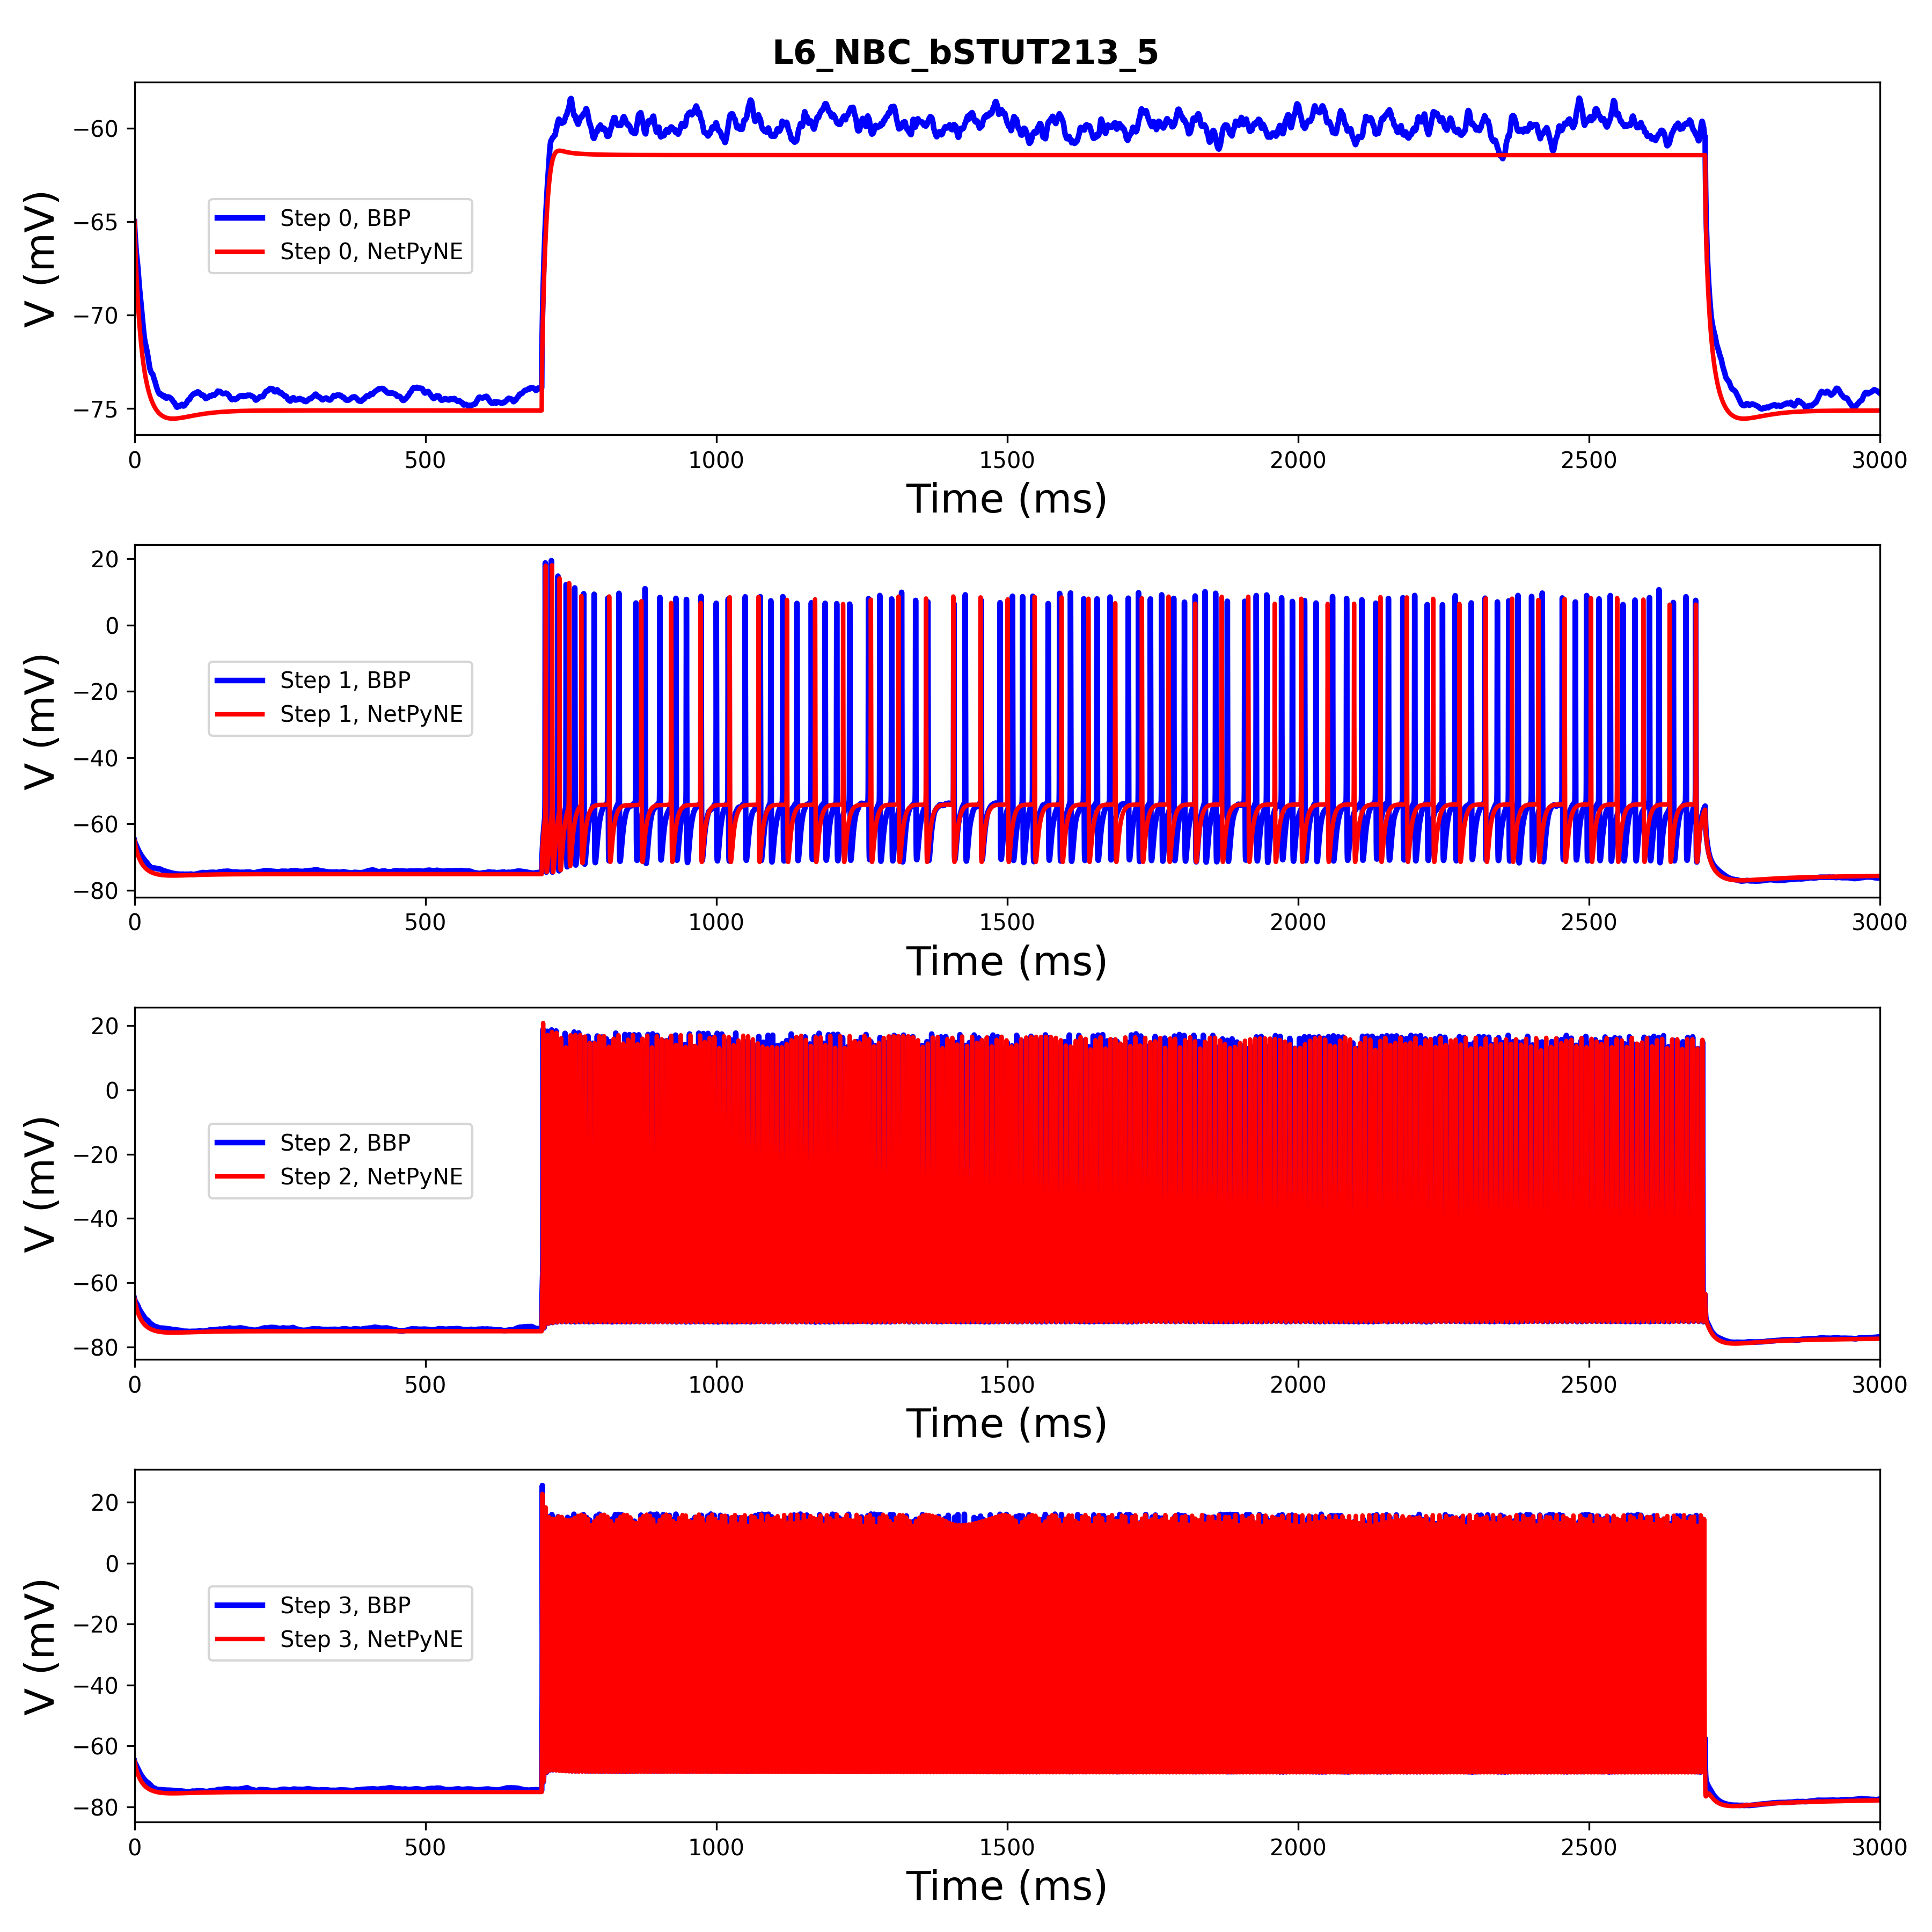 L6_NBC_bSTUT213_5
−60
−65
−70
−75
V (mV)
Step 0, BBP
Step 0, NetPyNE
0 500 1000 1500 2000 2500 3000
Time (ms)
20
0
−20
−40
−60
−80
V (mV)
Step 1, BBP
Step 1, NetPyNE
0 500 1000 1500 2000 2500 3000
Time (ms)
20
0
−20
−40
−60
−80
V (mV)
Step 2, BBP
Step 2, NetPyNE
0 500 1000 1500 2000 2500 3000
Time (ms)
20
0
−20
−40
−60
−80
V (mV)
Step 3, BBP
Step 3, NetPyNE
0 500 1000 1500 2000 2500 3000
Time (ms)